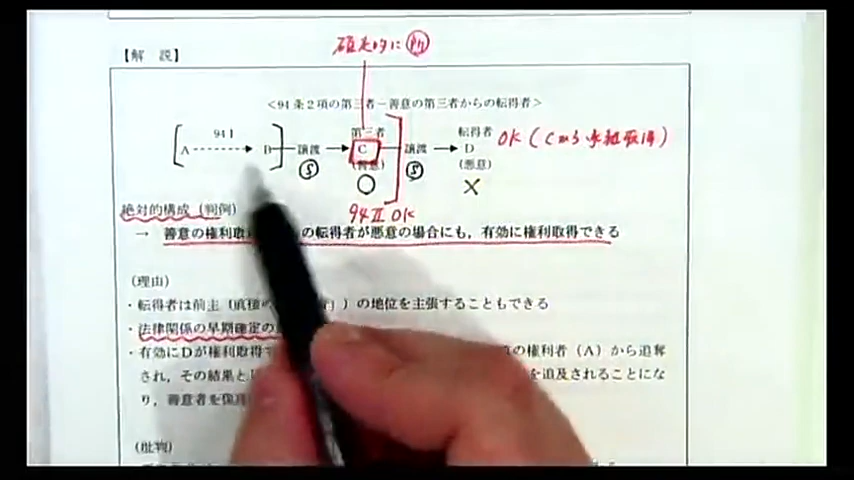 【解 説】
確定的に 所
<94条2項の第三者-善意の第三者からの転得者>
94 I
第三者
転得者
OK (Cから承継取得)
A
B
譲渡
C
譲渡
D
(善意)
(悪意)
S
S
94Ⅱ OK
絶対的構成(判例)
→ 善意の権利取 の転得者が悪意の場合にも,有効に権利取得できる
(理由)
・転得者は前主(直接の 」)の地位を主張することもできる
・法律関係の早期確定の
・有効にDが権利取得で の権利者(A)から追奪
され,その結果と を追及されることにな
り,善意者を保
(批判)